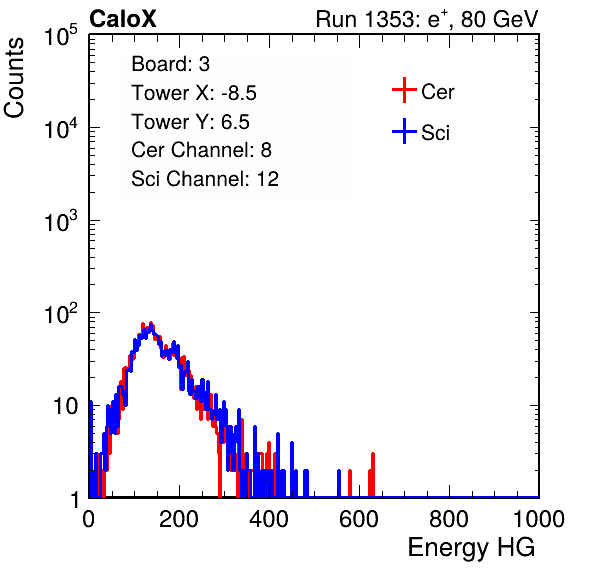 CaloX Run 1353: e⁺, 80 GeV
Counts
10⁵
10⁴
10³
10²
10
1
Board: 3
Tower X: -8.5
Tower Y: 6.5
Cer Channel: 8
Sci Channel: 12
Cer
Sci
0 200 400 600 800 1000
Energy HG